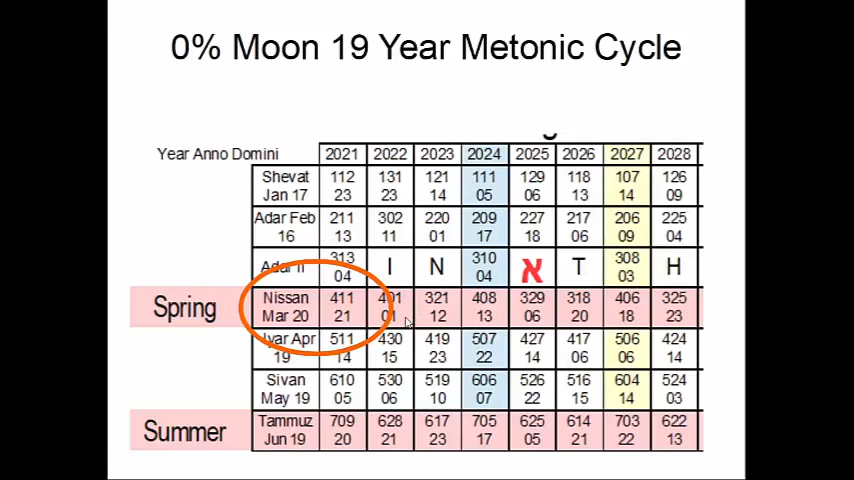 0% Moon 19 Year Metonic Cycle
Year Anno Domini 2021 2022 2023 2024 2025 2026 2027 2028
Shevat 112 131 121 111 129 118 107 126
Jan 17 23 23 14 05 06 13 14 09
Adar Feb 211 302 220 209 227 217 206 225
16 13 11 01 17 18 06 09 04
Adar II 313 I N 310 א T 308 H
04 04 03
Spring
Nissan 411 401 321 408 329 318 406 325
Mar 20 21 01 12 13 06 20 18 23
Iyar Apr 511 430 419 507 427 417 506 424
19 14 15 23 22 14 06 06 14
Sivan 610 530 519 606 526 516 604 524
May 19 05 06 10 07 22 15 14 03
Summer
Tammuz 709 628 617 705 625 614 703 622
Jun 19 20 21 23 17 05 21 22 13